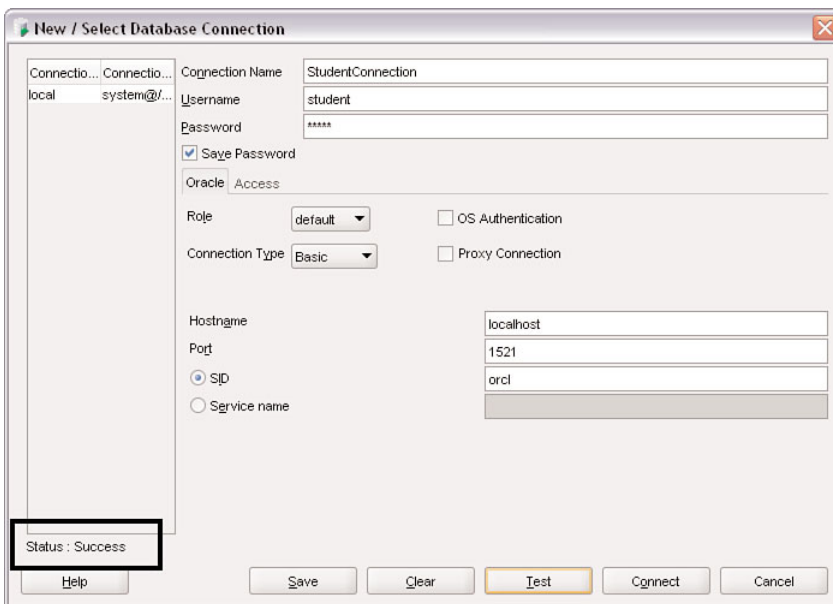 New / Select Database Connection
Connectio... Connectio...
local system@/...
Connection Name StudentConnection
Username student
Password *****
Save Password
Oracle Access
Role default OS Authentication
Connection Type Basic Proxy Connection
Hostname localhost
Port 1521
SID orcl
Service name
Status : Success
Help Save Clear Test Connect Cancel